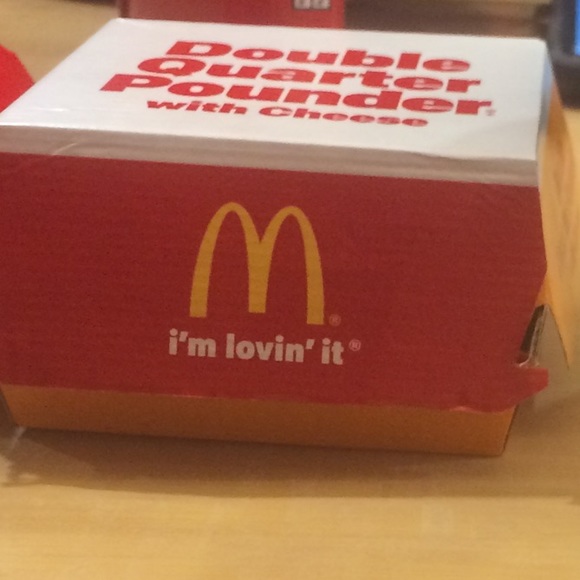 Double
Quarter
Pounder®
with Cheese
M®
i'm lovin' it®